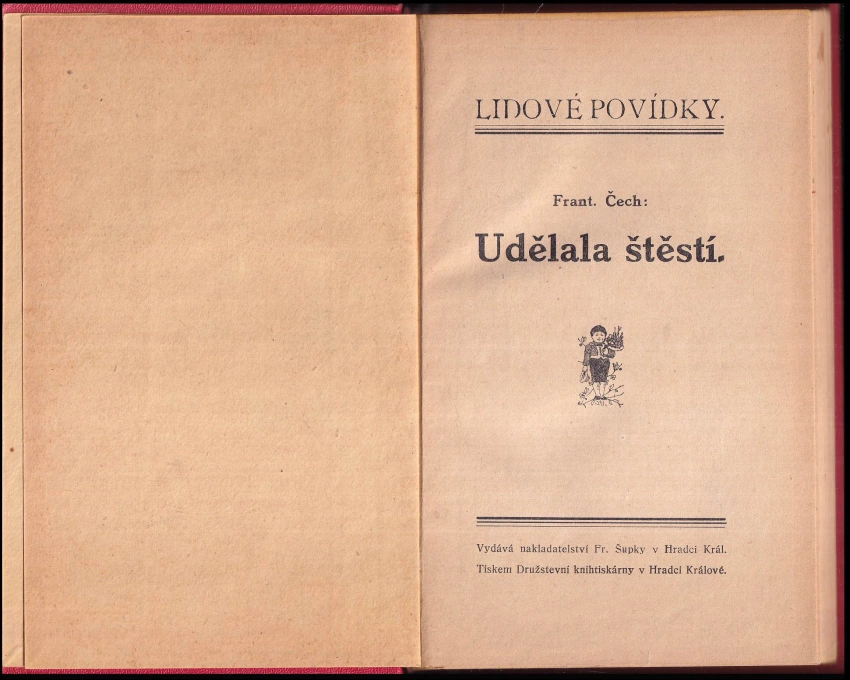 LIDOVÉ POVÍDKY.
Frant. Čech:
Udělala štěstí.
Vydává nakladatelství Fr. Šupky v Hradci Král.
Tiskem Družstevní knihtiskárny v Hradci Králové.